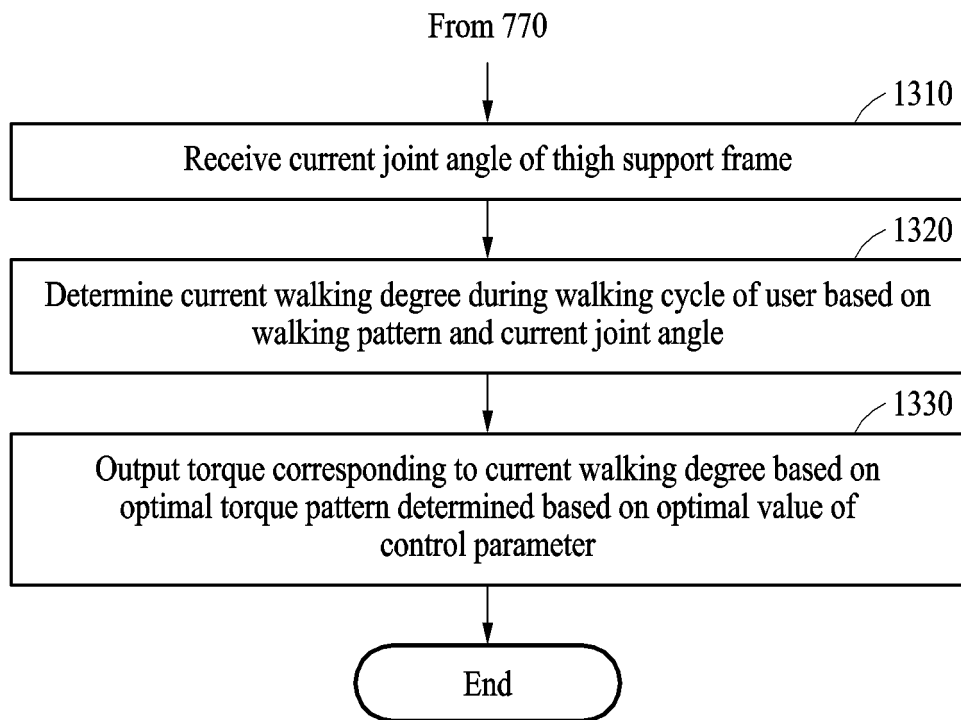 From 770
1310
Receive current joint angle of thigh support frame
1320
Determine current walking degree during walking cycle of user based on
walking pattern and current joint angle
1330
Output torque corresponding to current walking degree based on
optimal torque pattern determined based on optimal value of
control parameter
End